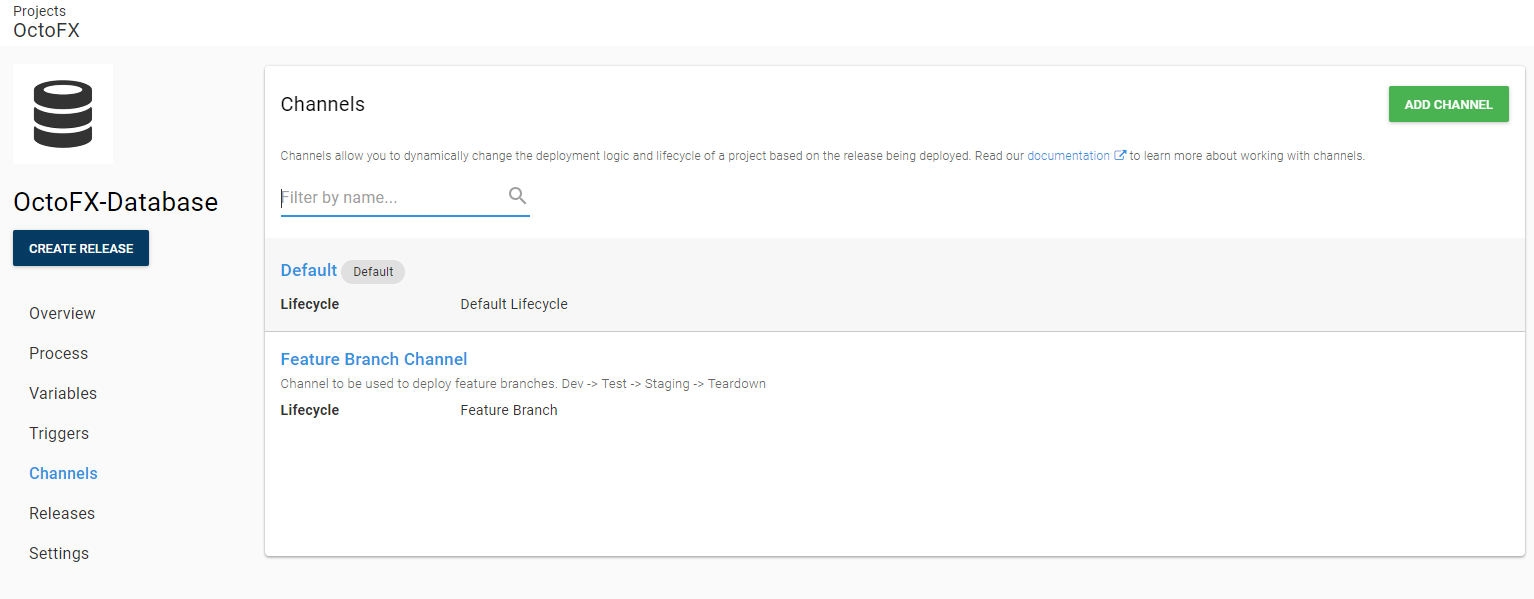 Projects
OctoFX
OctoFX-Database
CREATE RELEASE
Overview
Process
Variables
Triggers
Channels
Releases
Settings
Channels
ADD CHANNEL
Channels allow you to dynamically change the deployment logic and lifecycle of a project based on the release being deployed. Read our documentation to learn more about working with channels.
Filter by name...
Default Default
Lifecycle Default Lifecycle
Feature Branch Channel
Channel to be used to deploy feature branches. Dev -> Test -> Staging -> Teardown
Lifecycle Feature Branch